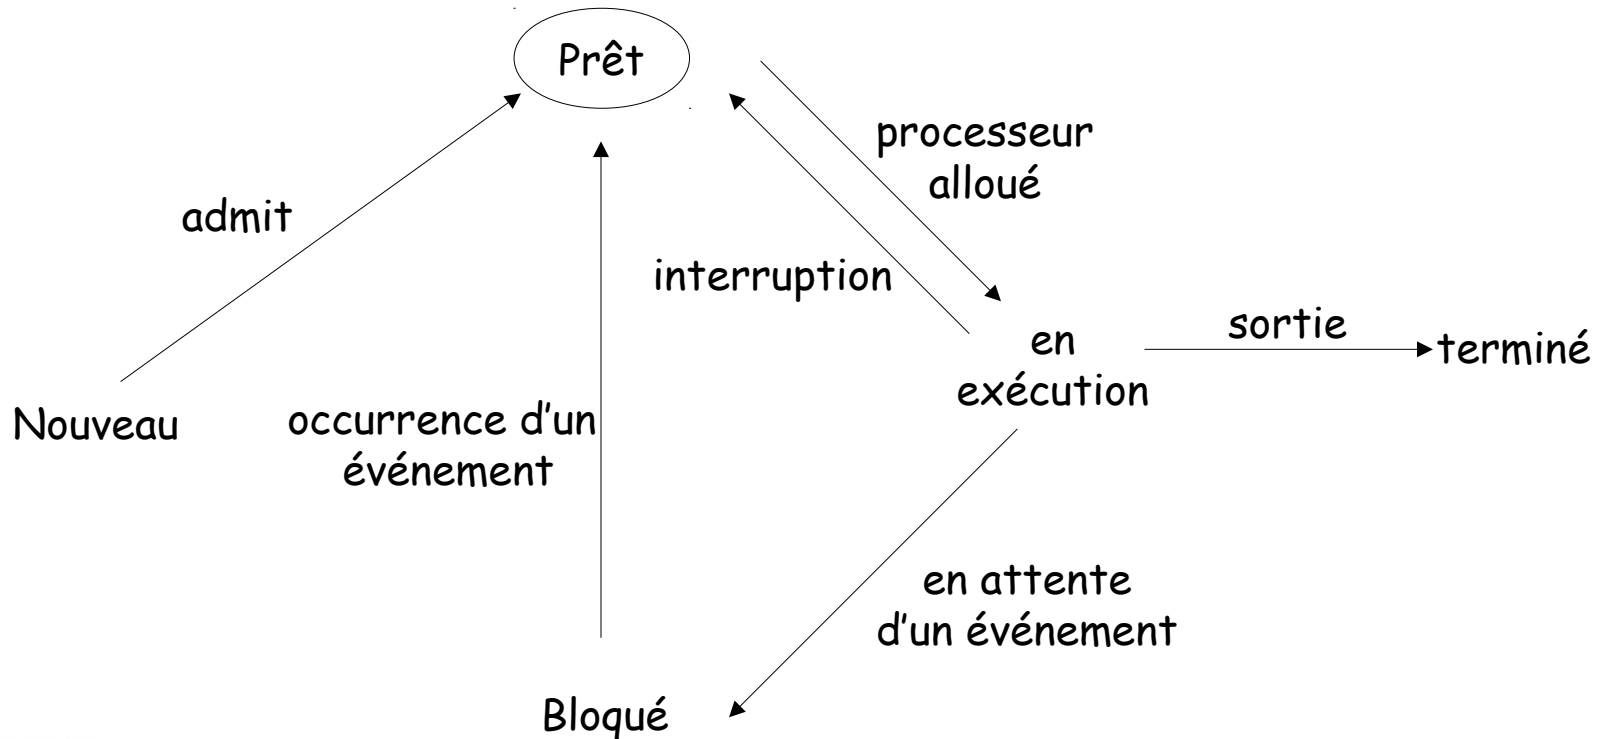 Prêt
processeur
alloué
admit
interruption
sortie
en
exécution
terminé
Nouveau
occurrence d'un
événement
en attente
d'un événement
Bloqué